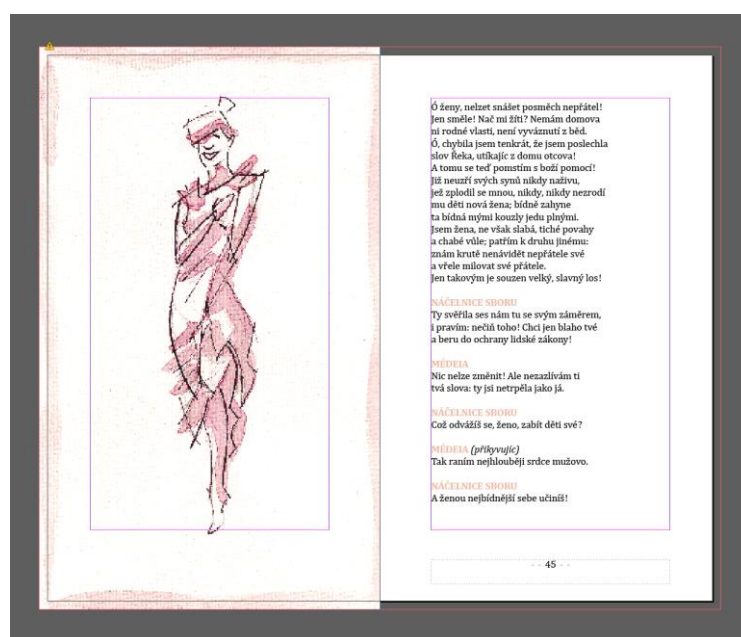 Ó ženy, nelzet snášet posměch nepřátel!
Jen směle! Nač mi žíti? Nemám domova
ni rodné vlasti, není vyváznutí z běd.
Ó, chybila jsem tenkrát, že jsem poslechla
slov Řeka, utíkajíc z domu otcova!
A tomu se teď pomstím s boží pomocí!
Již neuzří svých synů nikdy naživu,
jež zplodil se mnou, nikdy, nikdy nezrodí
mu děti nová žena; bídně zahyne
ta bídná mými kouzly jedu plnými.
Jsem žena, ne však slabá, tiché povahy
a chabé vůle; patřím k druhu jinému:
znám krutě nenávidět nepřátele své
a vřele milovat své přátele.
Jen takovým je souzen velký, slavný los!
NÁČELNICE SBORU
Ty svěřila ses nám tu se svým záměrem,
i pravím: nečiň toho! Chci jen blaho tvé
a beru do ochrany lidské zákony!
MÉDEIA
Nic nelze změnit! Ale nezazlívám ti
tvá slova: ty jsi netrpěla jako já.
NÁČELNICE SBORU
Což odvážíš se, ženo, zabít děti své?
MÉDEIA (přikyvujíc)
Tak raním nejhlouběji srdce mužovo.
NÁČELNICE SBORU
A ženou nejbídnější sebe učiníš!
- - 45 - -